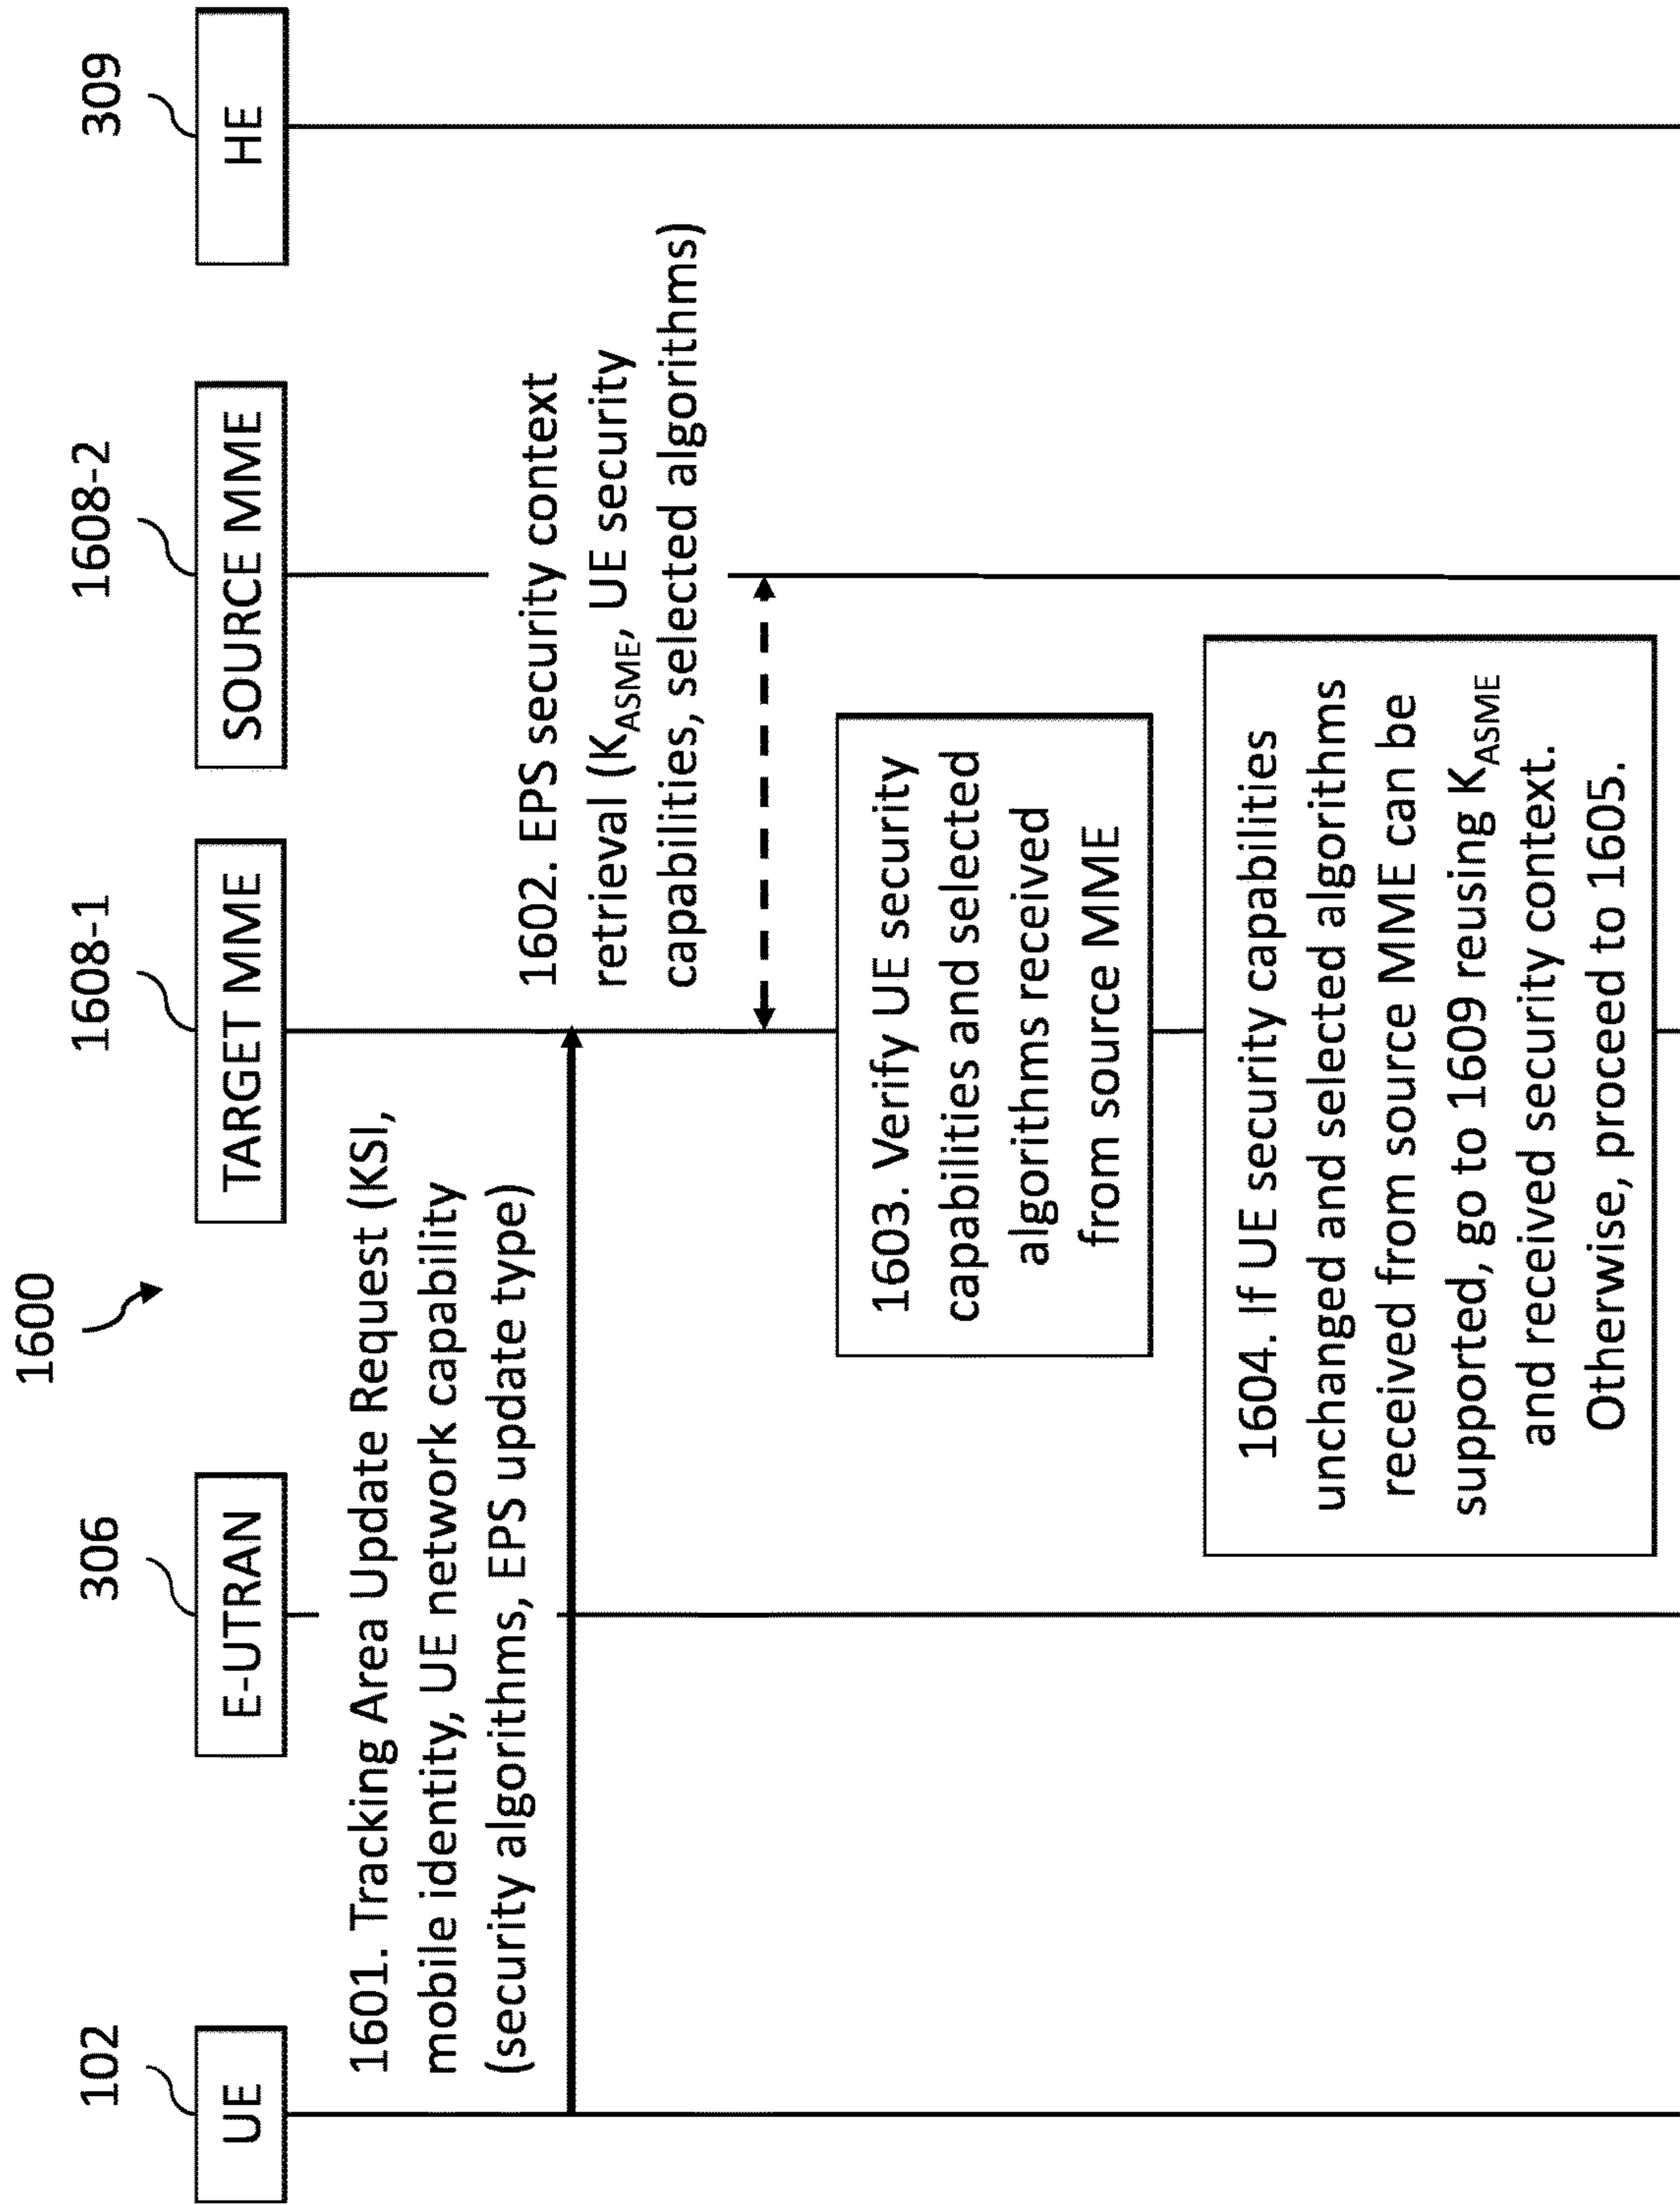 1600
102
306
1608-1
1608-2
309
UE
E-UTRAN
TARGET MME
SOURCE MME
HE
1601. Tracking Area Update Request (KSI,
mobile identity, UE network capability
(security algorithms, EPS update type)
1602. EPS security context
retrieval (KASME, UE security
capabilities, selected algorithms)
1603. Verify UE security
capabilities and selected
algorithms received
from source MME
1604. If UE security capabilities
unchanged and selected algorithms
received from source MME can be
supported, go to 1609 reusing KASME
and received security context.
Otherwise, proceed to 1605.